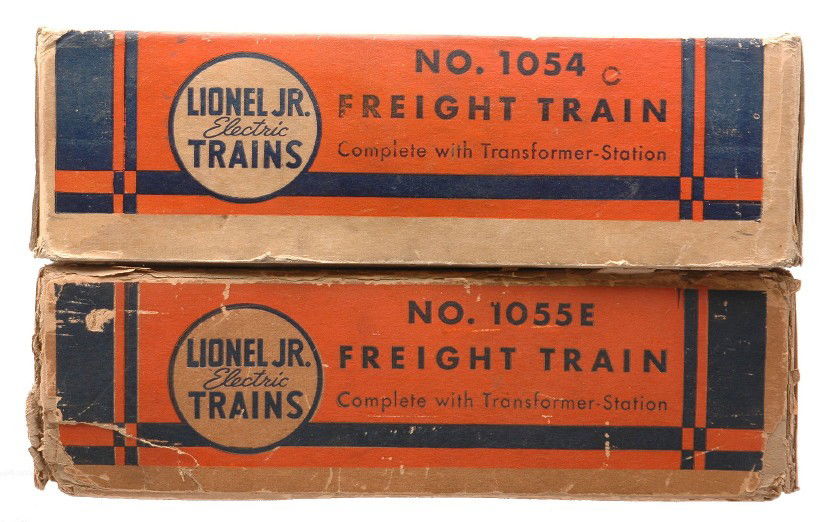 LIONEL JR.
Electric
TRAINS
NO. 1054
FREIGHT TRAIN
Complete with Transformer-Station
LIONEL JR.
Electric
TRAINS
NO. 1055E
FREIGHT TRAIN
Complete with Transformer-Station